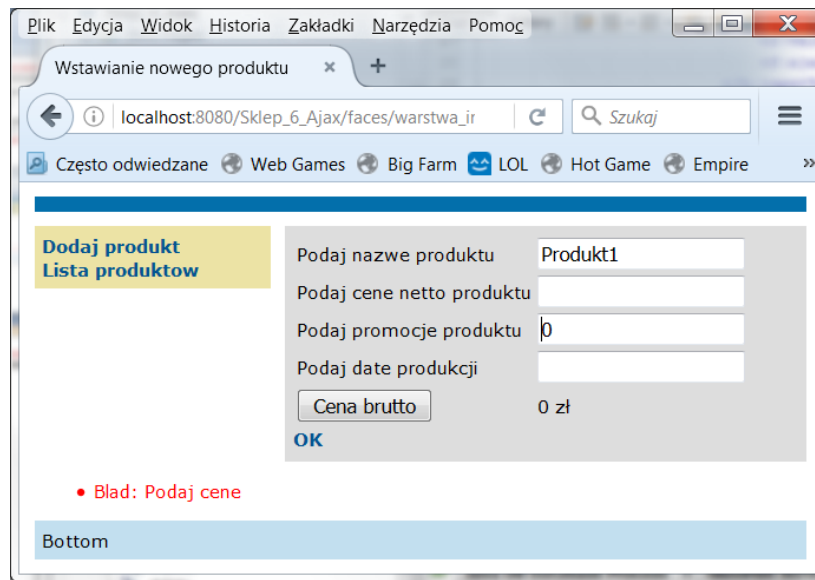 Plik Edycja Widok Historia Zakładki Narzędzia Pomoc
Wstawianie nowego produktu
localhost:8080/Sklep_6_Ajax/faces/warstwa_ir
Szukaj
Często odwiedzane Web Games Big Farm LOL Hot Game Empire
Dodaj produkt
Lista produktow
Podaj nazwe produktu Produkt1
Podaj cene netto produktu
Podaj promocje produktu 0
Podaj date produkcji
Cena brutto 0 zł
OK
• Blad: Podaj cene
Bottom